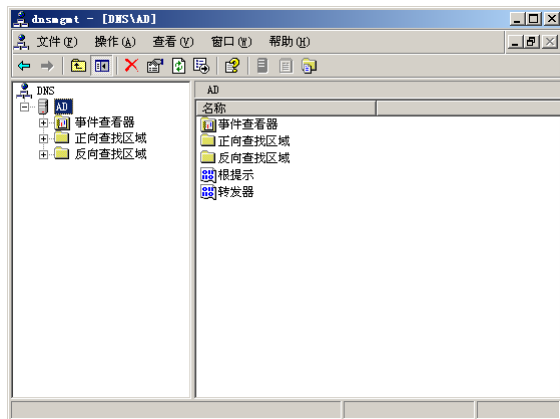 dnsmgmt - [DNS\AD]
文件(F) 操作(A) 查看(V) 窗口(W) 帮助(H)
DNS
AD
事件查看器
正向查找区域
反向查找区域
AD
名称
事件查看器
正向查找区域
反向查找区域
根提示
转发器